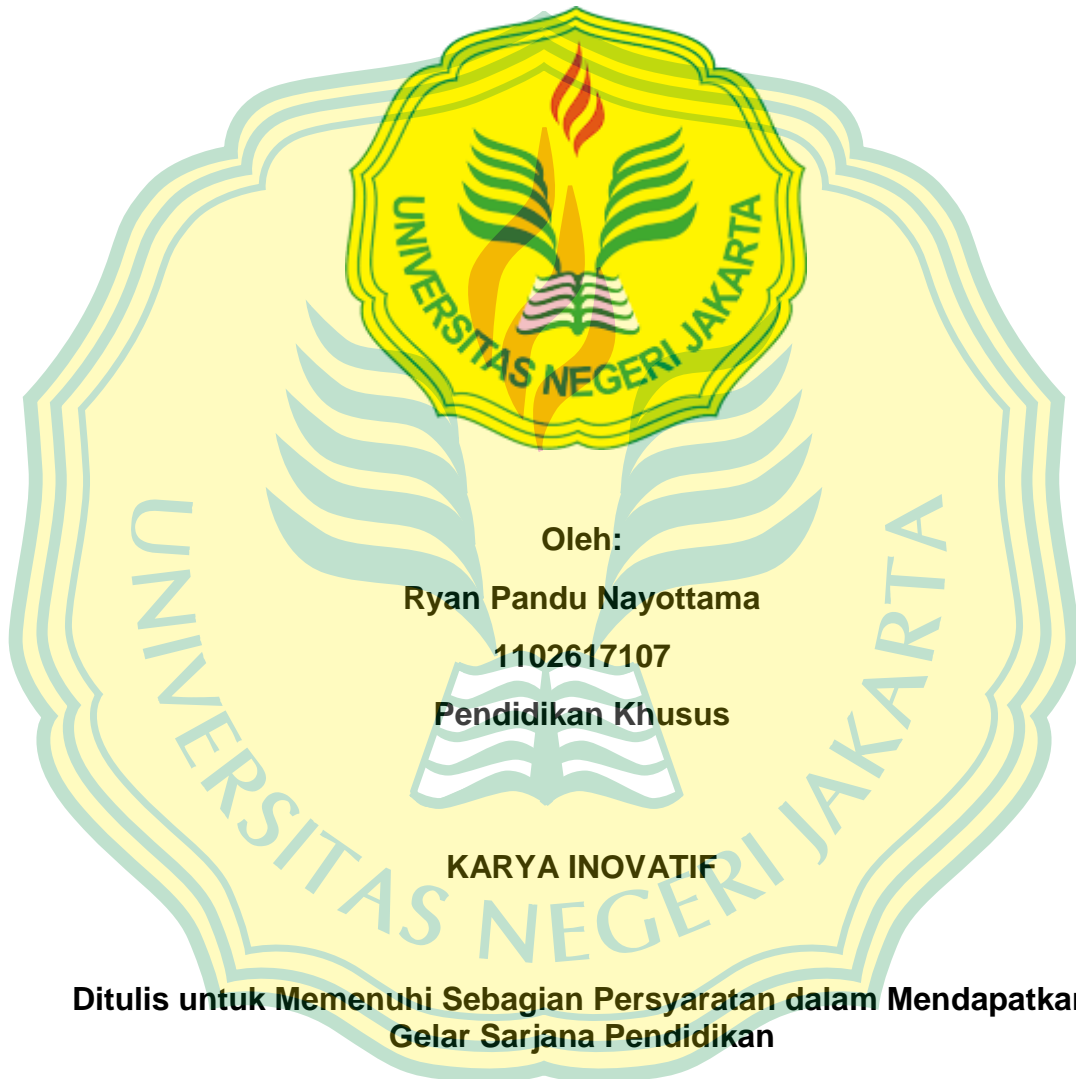 UNIVERSITAS NEGERI JAKARTA
Oleh:
Ryan Pandu Nayottama
1102617107
Pendidikan Khusus
KARYA INOVATIF
Ditulis untuk Memenuhi Sebagian Persyaratan dalam Mendapatkan
Gelar Sarjana Pendidikan
UNIVERSITAS NEGERI JAKARTA